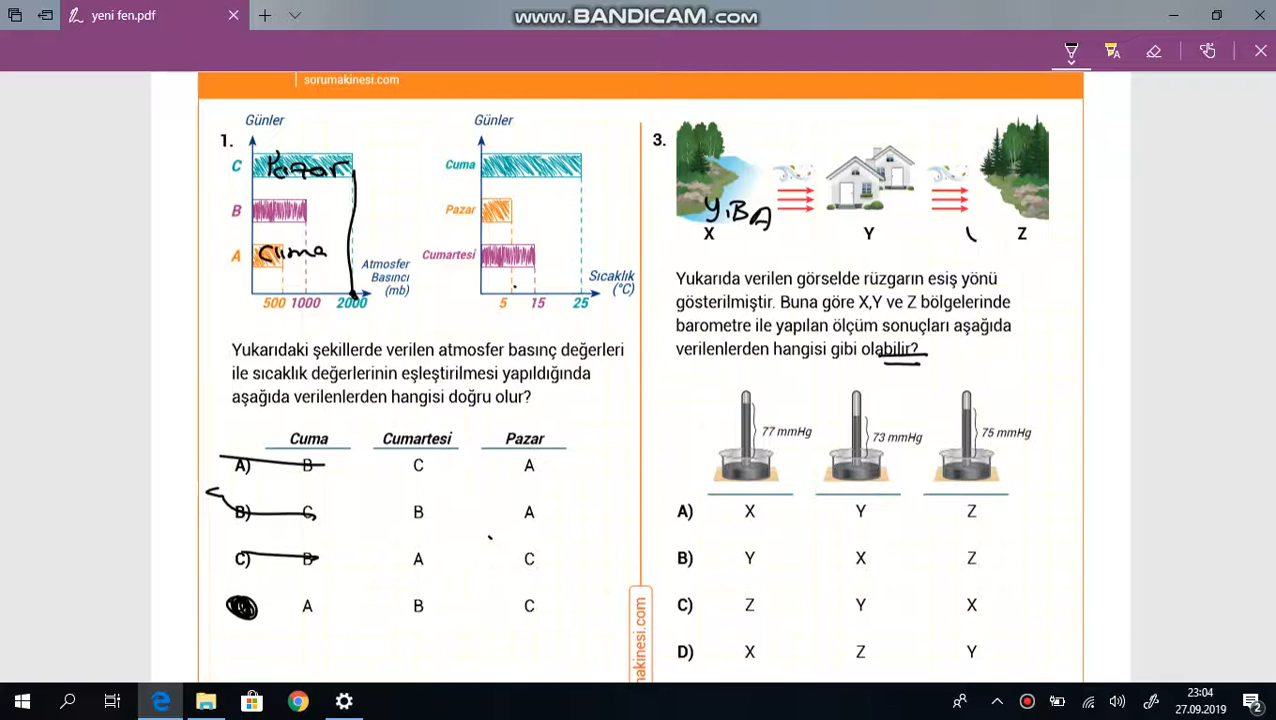 yeni fen.pdf
www.BANDICAM.com
sorumakinesi.com
1.
Günler
C
Pazar
B
A
Cuma
Atmosfer
Basıncı
(mb)
500 1000 2000
Günler
Cuma
Pazar
Cumartesi
Sıcaklık
(°C)
5 15 25
Yukarıdaki şekillerde verilen atmosfer basınç değerleri
ile sıcaklık değerlerinin eşleştirilmesi yapıldığında
aşağıda verilenlerden hangisi doğru olur?
Cuma Cumartesi Pazar
A) B C A
B) C B A
C) B A C
A B C
3.
Y.B A
X Y Z
Yukarıda verilen görselde rüzgarın esiş yönü
gösterilmiştir. Buna göre X,Y ve Z bölgelerinde
barometre ile yapılan ölçüm sonuçları aşağıda
verilenlerden hangisi gibi olabilir?
77 mmHg 73 mmHg 75 mmHg
A) X Y Z
B) Y X Z
C) Z Y X
D) X Z Y
makinesi.com
23:04
27.09.2019
2